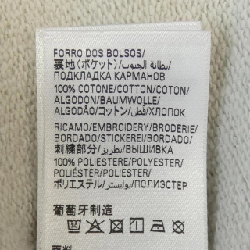 FORRO DOS BOLSOS/
裏地(ポケット)/بطانة الجيوب/
ПОДКЛАДКА КАРМАНОВ
100% COTONE/COTTON/COTON/
ALGODÓN/BAUMWOLLE/
ALGODÃO/コットン/قطن/ХЛОПОК
RICAMO/EMBROIDERY/BRODERIE/
BORDADO/STICKEREI/BORDADO/
刺繍部分/تطريز/ВЫШИВКА
100% POLIESTERE/POLYESTER/
POLIÉSTER/POLYESTER/
ポリエステル/بوليستر/ПОЛИЭСТЕР
葡萄牙制造